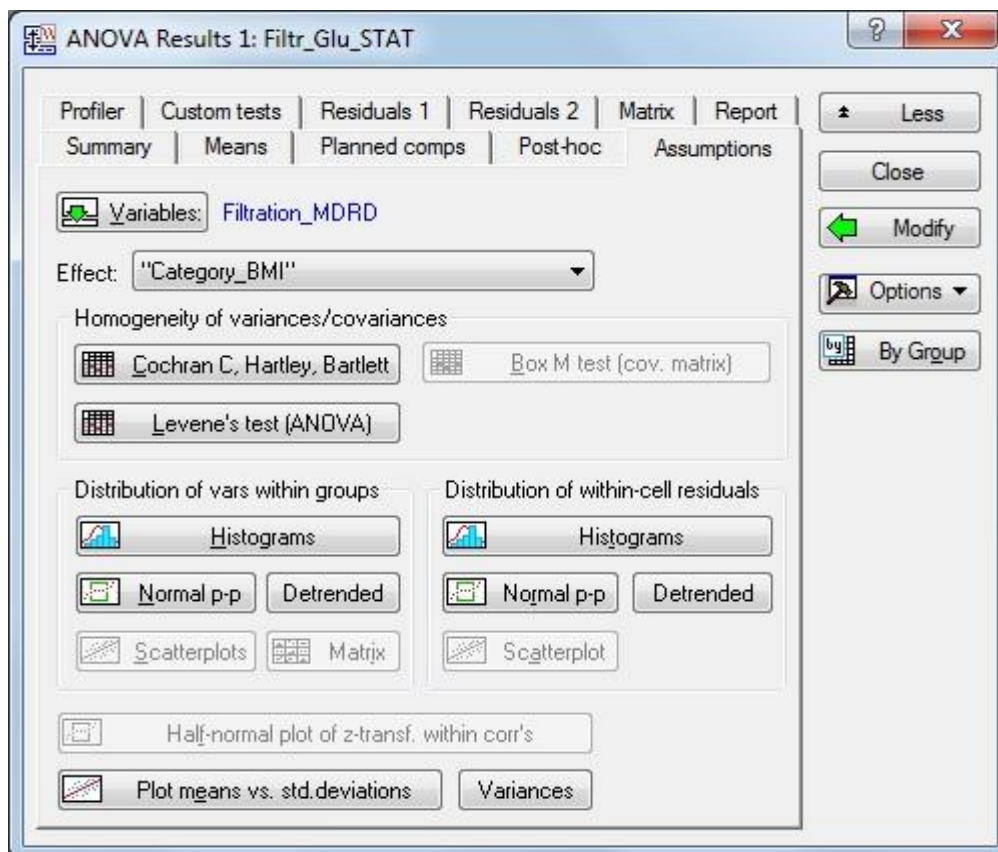 ANOVA Results 1: Filtr_Glu_STAT
Profiler Custom tests Residuals 1 Residuals 2 Matrix Report
Summary Means Planned comps Post-hoc Assumptions
Less
Close
Modify
Options
by By Group
Variables: Filtration_MDRD
Effect: "Category_BMI"
Homogeneity of variances/covariances
Cochran C, Hartley, Bartlett Box M test (cov. matrix)
Levene's test (ANOVA)
Distribution of vars within groups
Histograms
Normal p-p Detrended
Scatterplots Matrix
Distribution of within-cell residuals
Histograms
Normal p-p Detrended
Scatterplot
Half-normal plot of z-transf. within corr's
Plot means vs. std.deviations Variances